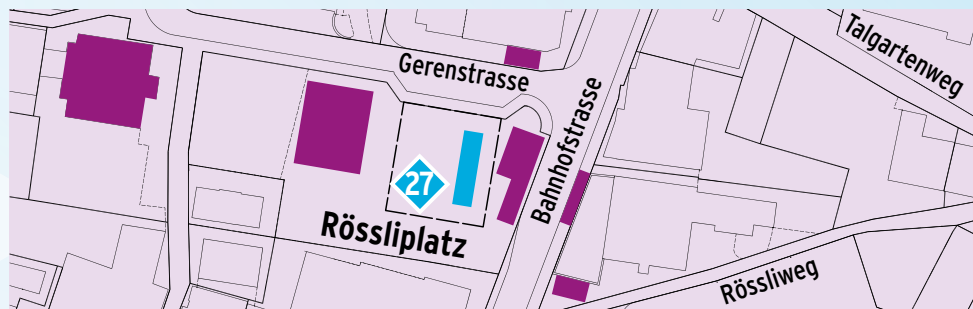 Talgartenweg
Gerenstrasse
Bahnhofstrasse
27
Rössliplatz
Rössliweg